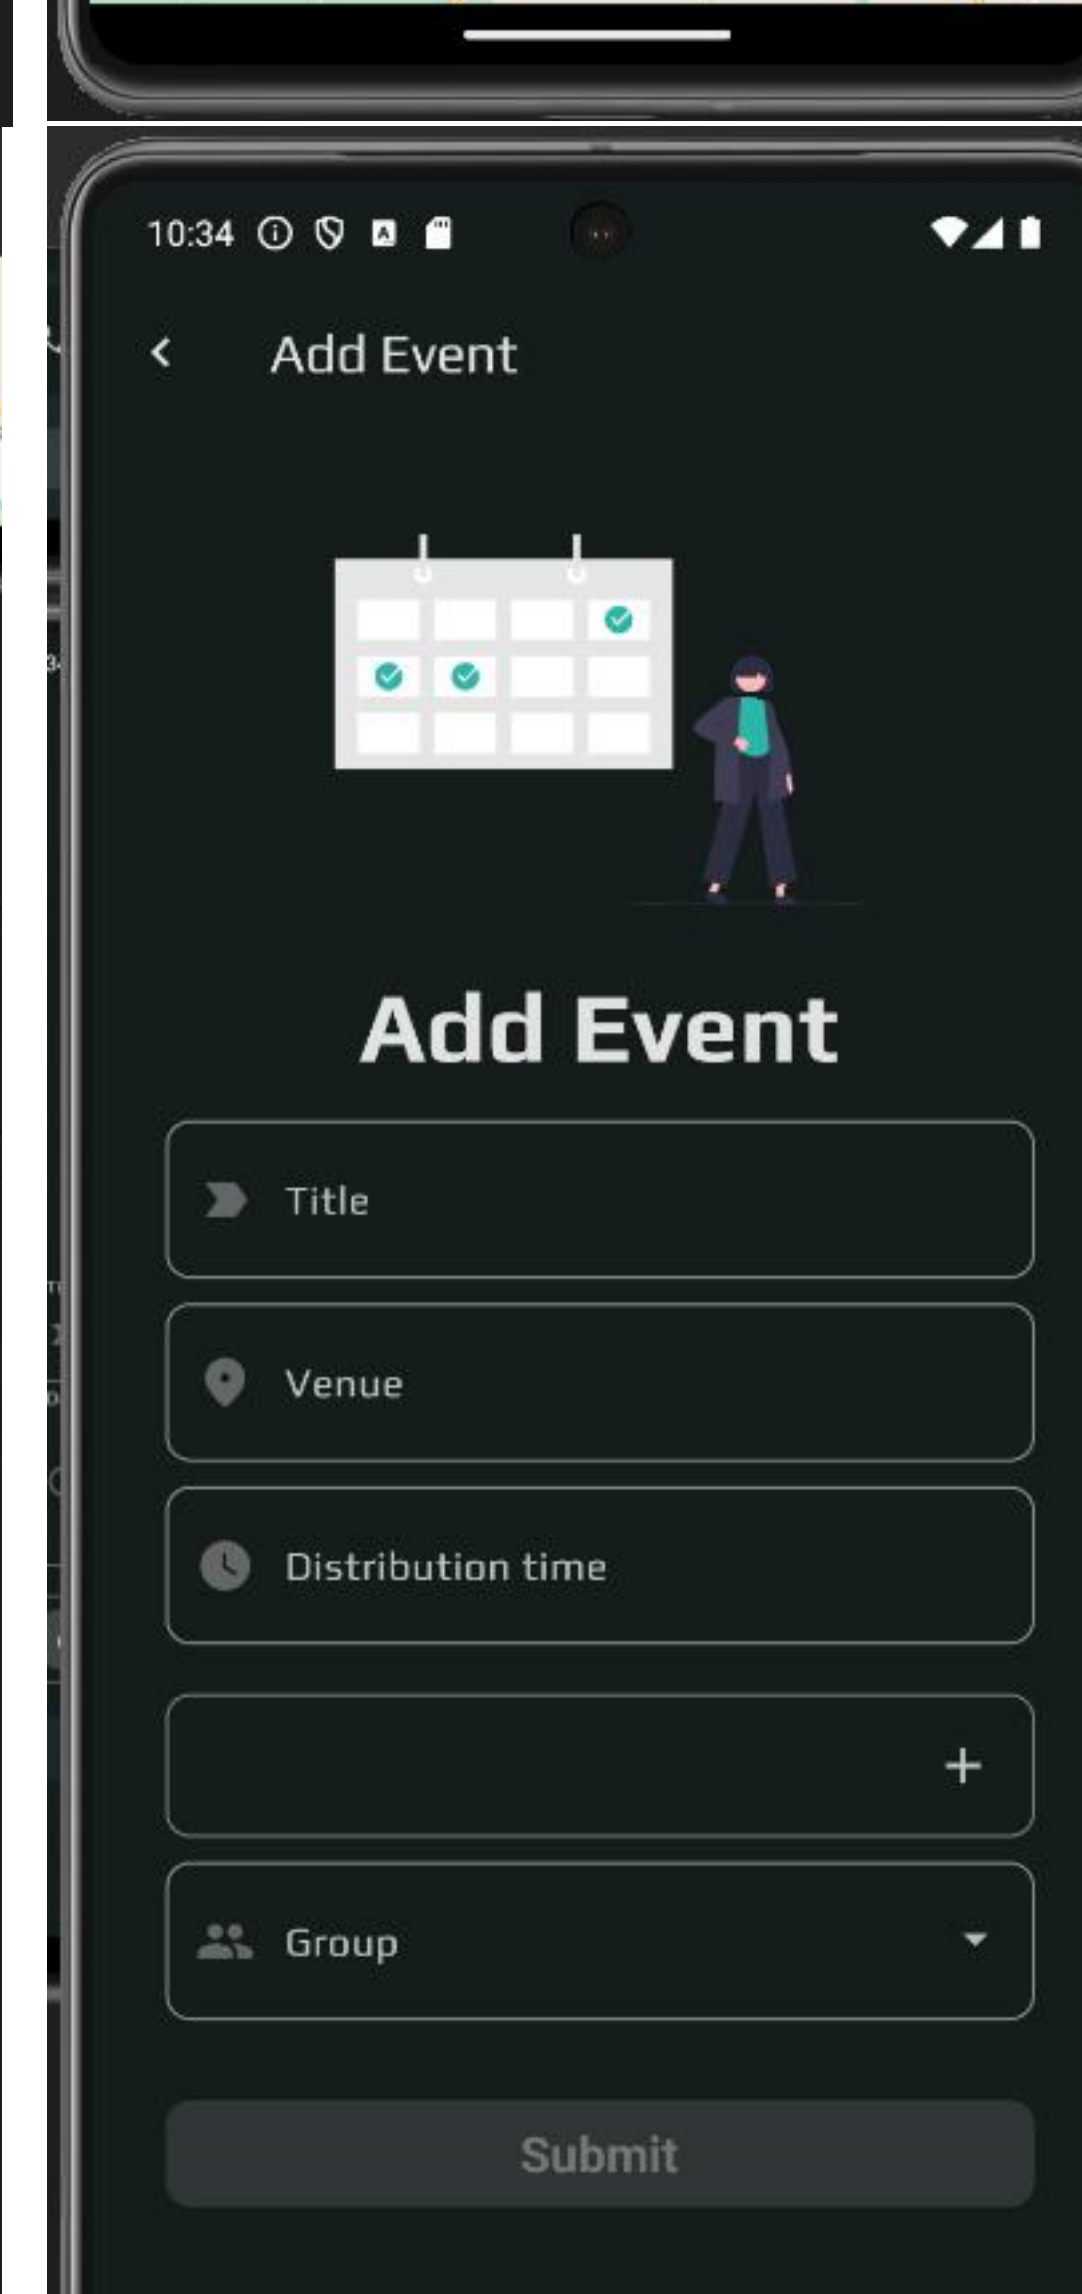 10:34
Add Event
Add Event
Title
Venue
Distribution time
+
Group
Submit